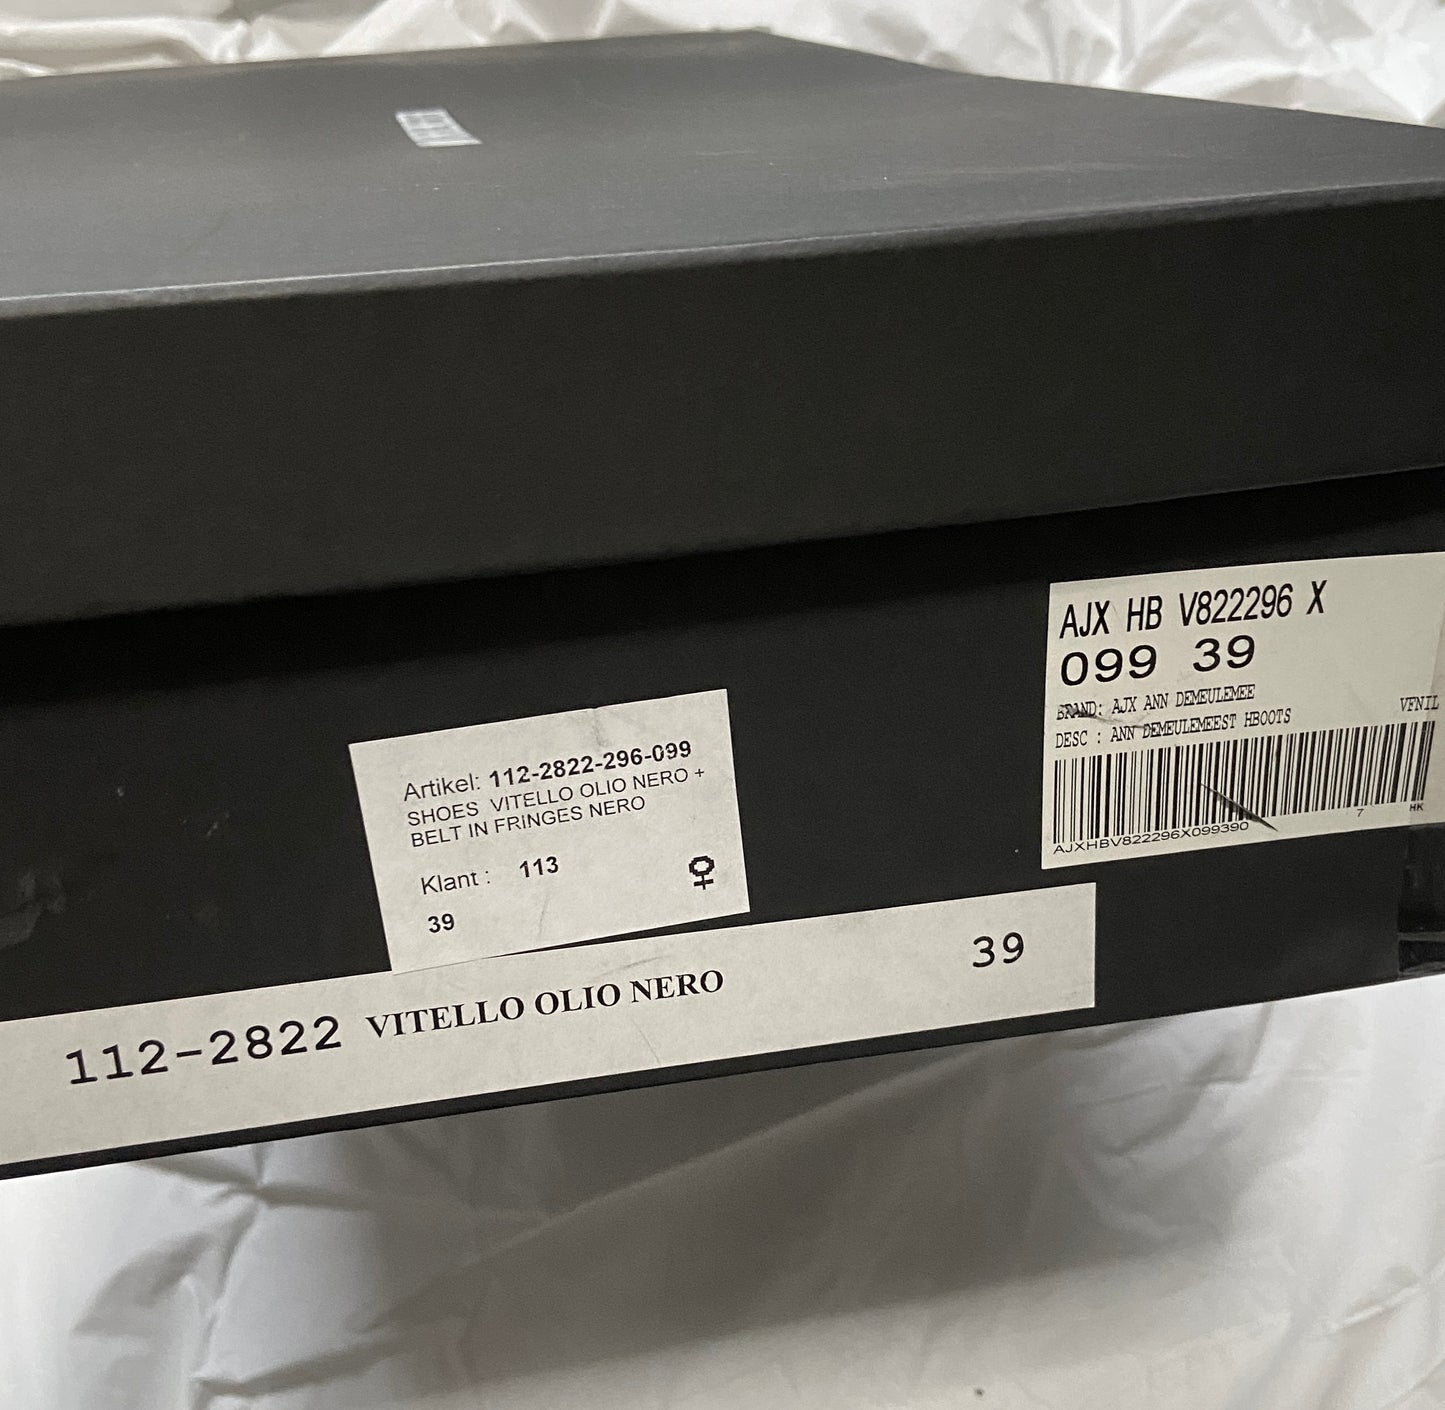 AJX HB V822296 X
099 39
BRAND: AJX ANN DEMEULEMEE
DESC : ANN DEMEULEMEEST HBOOTS
VFNIL
AJXHBV822296X099390
7
HK
Artikel: 112-2822-296-099
SHOES VITELLO OLIO NERO +
BELT IN FRINGES NERO
Klant : 113
39
112-2822 VITELLO OLIO NERO 39